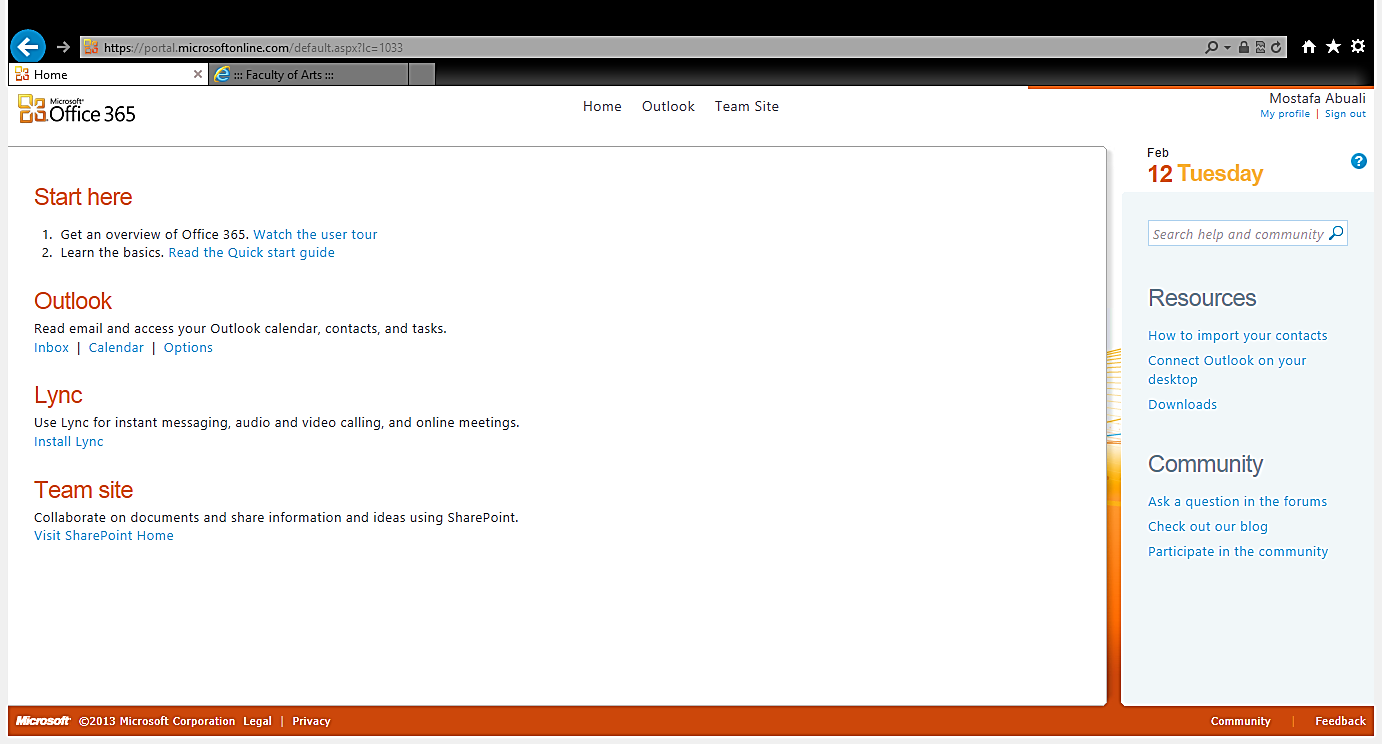 https://portal.microsoftonline.com/default.aspx?lc=1033
Home
::: Faculty of Arts :::
Microsoft®
Office 365
Home Outlook Team Site
Mostafa Abuali
My profile | Sign out
Feb
12 Tuesday
?
Start here
1. Get an overview of Office 365. Watch the user tour
2. Learn the basics. Read the Quick start guide
Outlook
Read email and access your Outlook calendar, contacts, and tasks.
Inbox | Calendar | Options
Lync
Use Lync for instant messaging, audio and video calling, and online meetings.
Install Lync
Team site
Collaborate on documents and share information and ideas using SharePoint.
Visit SharePoint Home
Search help and community
Resources
How to import your contacts
Connect Outlook on your
desktop
Downloads
Community
Ask a question in the forums
Check out our blog
Participate in the community
Microsoft ©2013 Microsoft Corporation Legal | Privacy
Community | Feedback